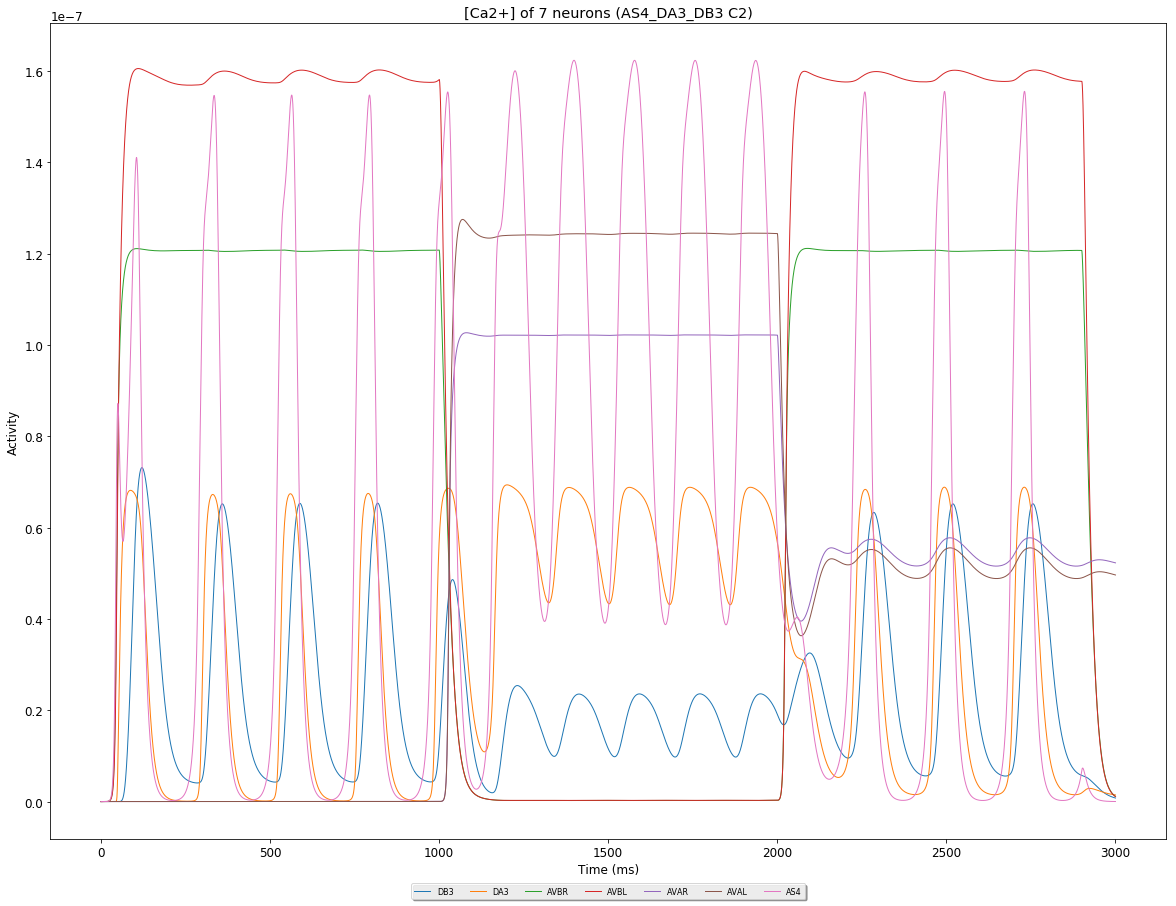 [Ca2+] of 7 neurons (AS4_DA3_DB3 C2)
1e−7
1.6
1.4
1.2
1.0
0.8
0.6
0.4
0.2
0.0
Activity
0 500 1000 1500 2000 2500 3000
Time (ms)
DB3 DA3 AVBR AVBL AVAR AVAL AS4